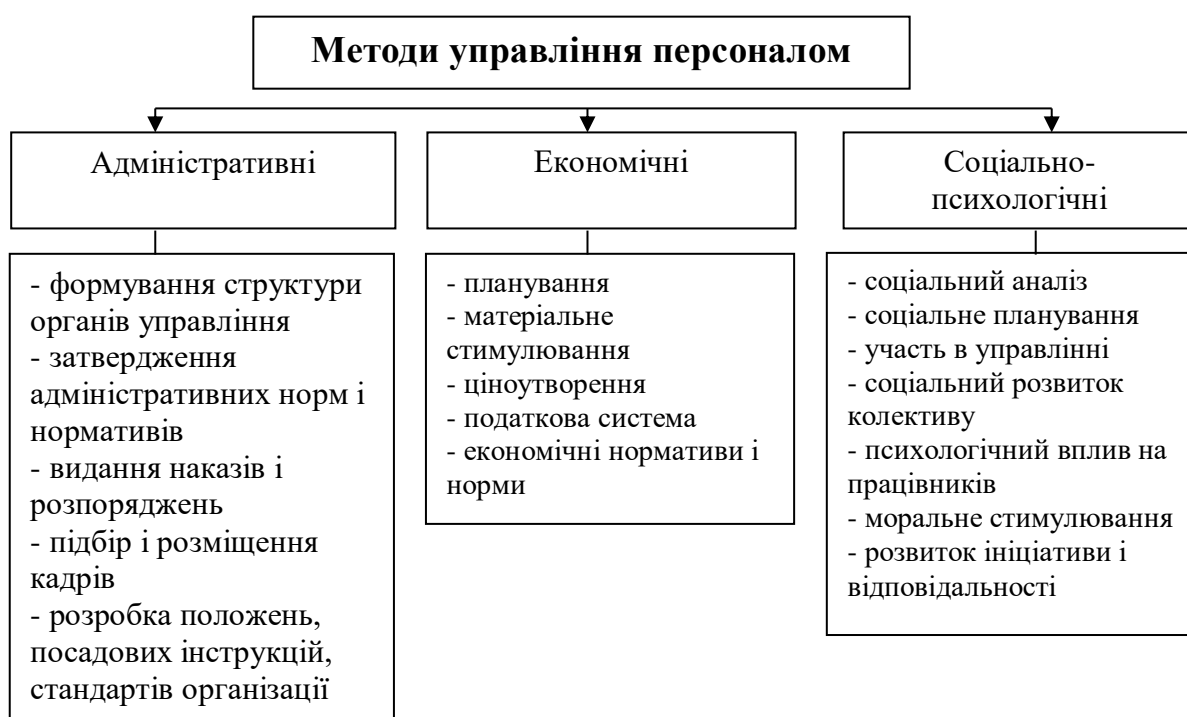 Методи управління персоналом
Адміністративні
Економічні
Соціально-
психологічні
- формування структури
органів управління
- затвердження
адміністративних норм і
нормативів
- видання наказів і
розпоряджень
- підбір і розміщення
кадрів
- розробка положень,
посадових інструкцій,
стандартів організації
- планування
- матеріальне
стимулювання
- ціноутворення
- податкова система
- економічні нормативи і
норми
- соціальний аналіз
- соціальне планування
- участь в управлінні
- соціальний розвиток
колективу
- психологічний вплив на
працівників
- моральне стимулювання
- розвиток ініціативи і
відповідальності